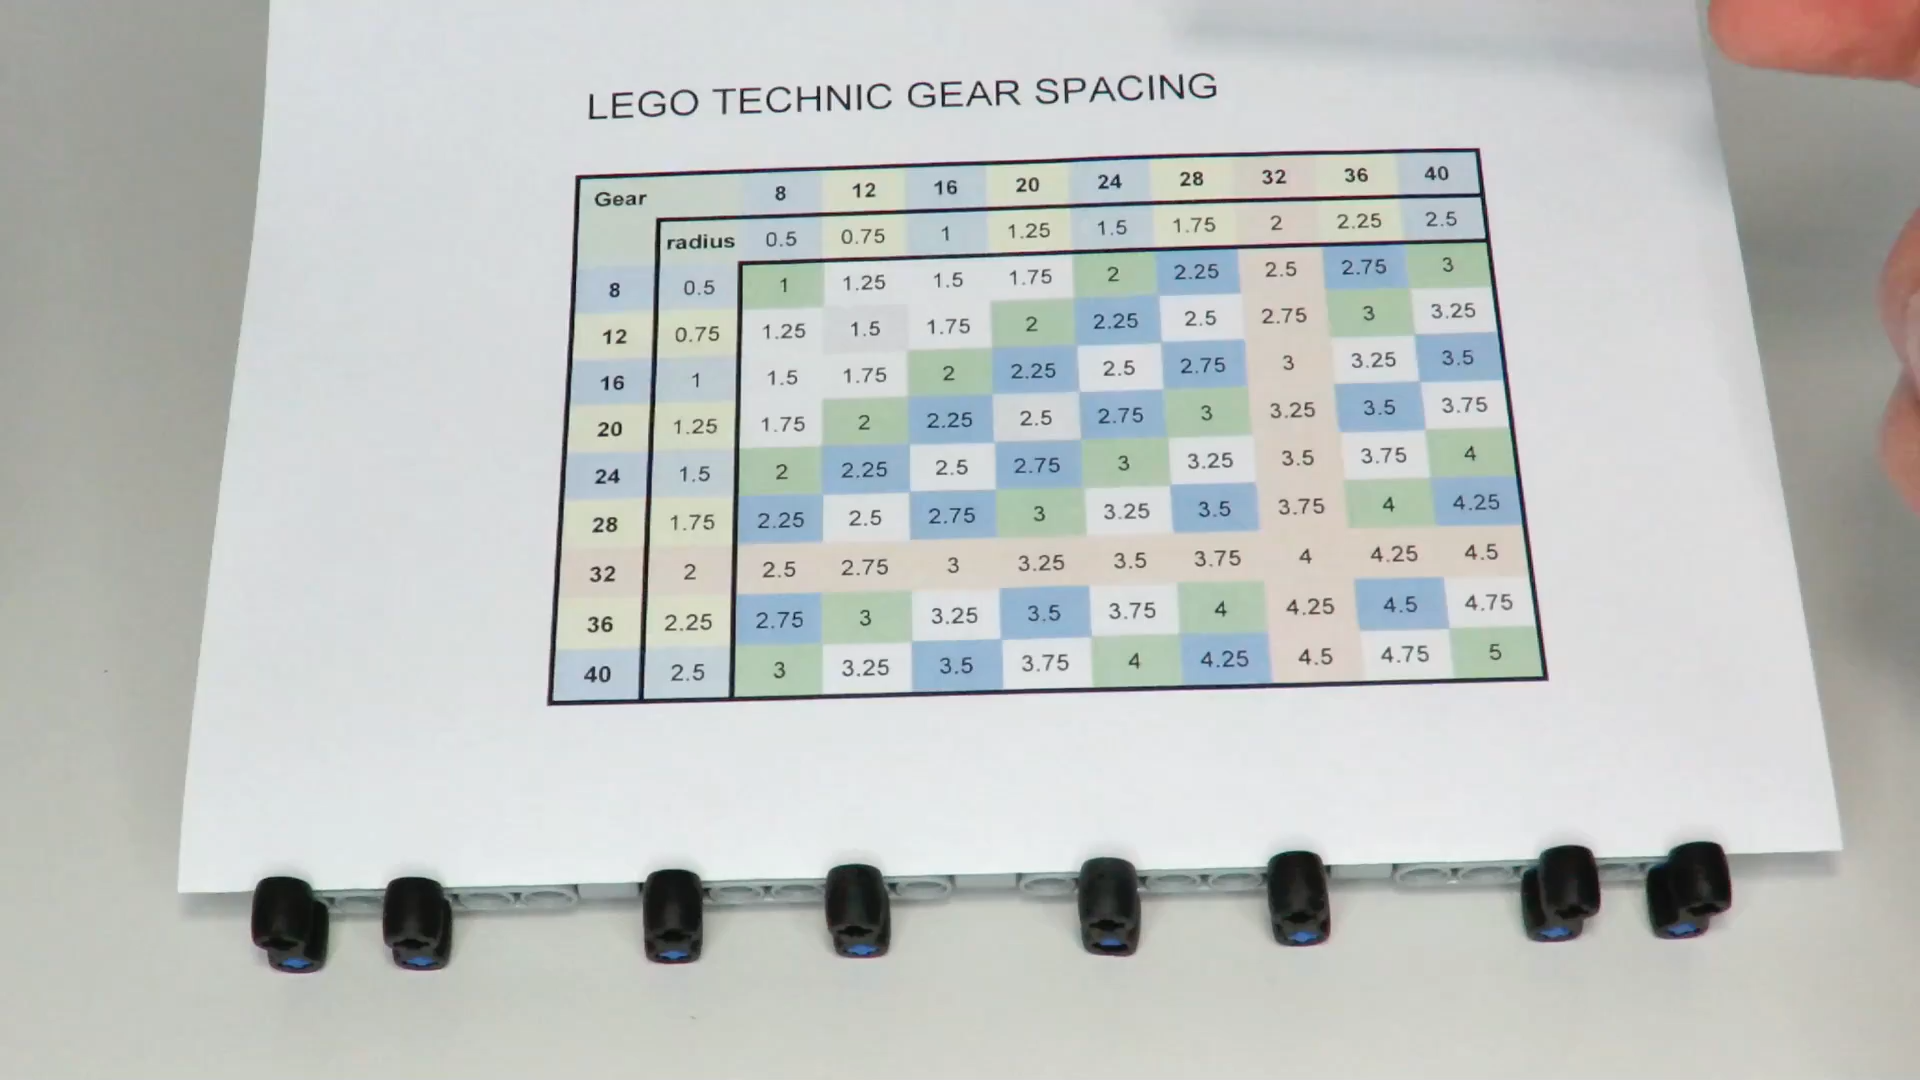 LEGO TECHNIC GEAR SPACING
Gear 8 12 16 20 24 28 32 36 40
radius 0.5 0.75 1 1.25 1.5 1.75 2 2.25 2.5
8 0.5 1 1.25 1.5 1.75 2 2.25 2.5 2.75 3
12 0.75 1.25 1.5 1.75 2 2.25 2.5 2.75 3 3.25
16 1 1.5 1.75 2 2.25 2.5 2.75 3 3.25 3.5
20 1.25 1.75 2 2.25 2.5 2.75 3 3.25 3.5 3.75
24 1.5 2 2.25 2.5 2.75 3 3.25 3.5 3.75 4
28 1.75 2.25 2.5 2.75 3 3.25 3.5 3.75 4 4.25
32 2 2.5 2.75 3 3.25 3.5 3.75 4 4.25 4.5
36 2.25 2.75 3 3.25 3.5 3.75 4 4.25 4.5 4.75
40 2.5 3 3.25 3.5 3.75 4 4.25 4.5 4.75 5